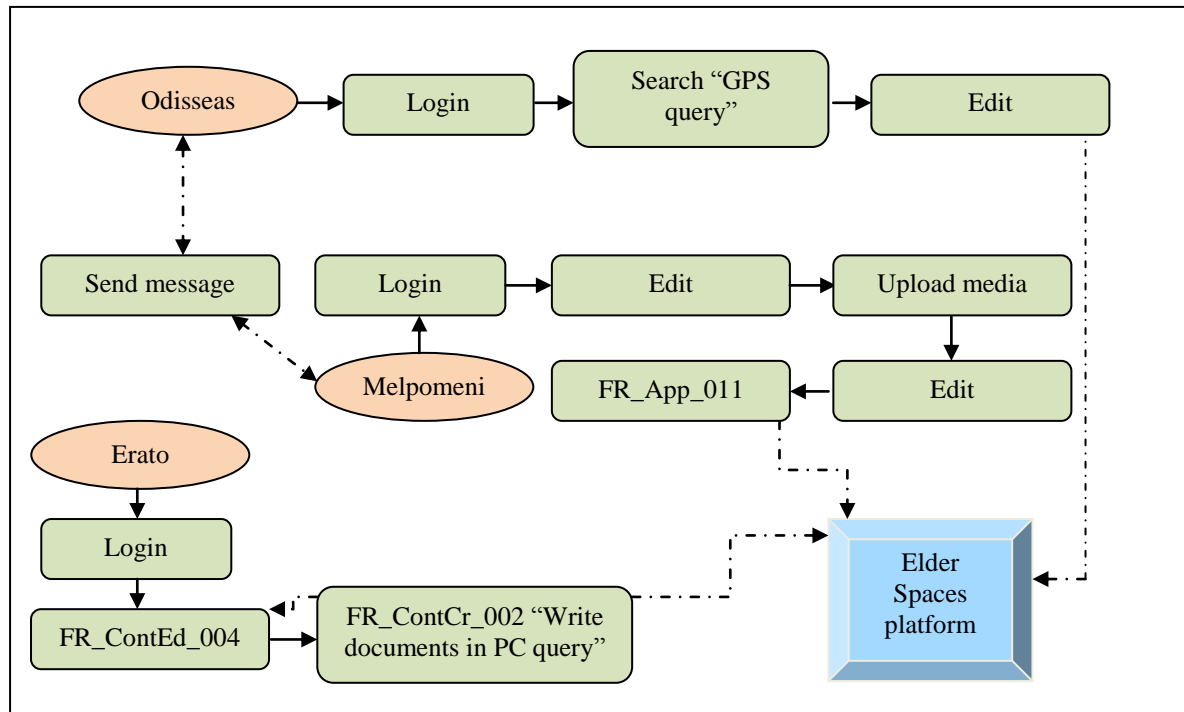 Odisseas
Login
Search “GPS
query”
Edit
Send message
Login
Edit
Upload media
Melpomeni
FR_App_011
Edit
Erato
Login
FR_ContEd_004
FR_ContCr_002 “Write
documents in PC query”
Elder
Spaces
platform